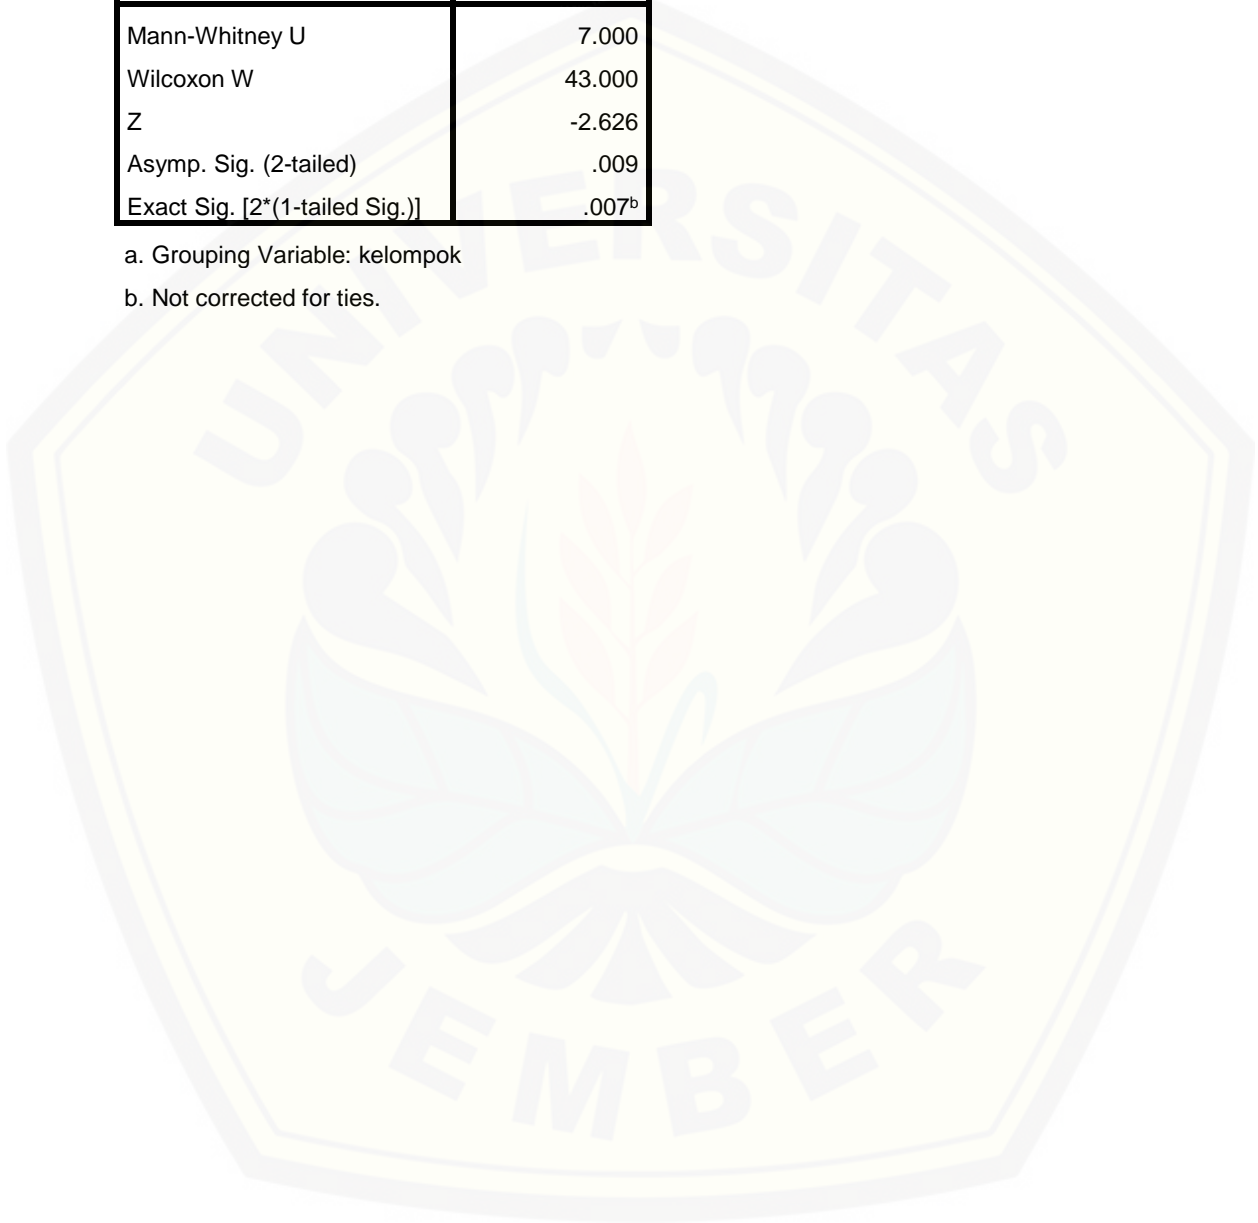 Mann-Whitney U 7.000
Wilcoxon W 43.000
Z -2.626
Asymp. Sig. (2-tailed) .009
Exact Sig. [2*(1-tailed Sig.)] .007b
a. Grouping Variable: kelompok
b. Not corrected for ties.
UNIVERSITAS
JEMBER